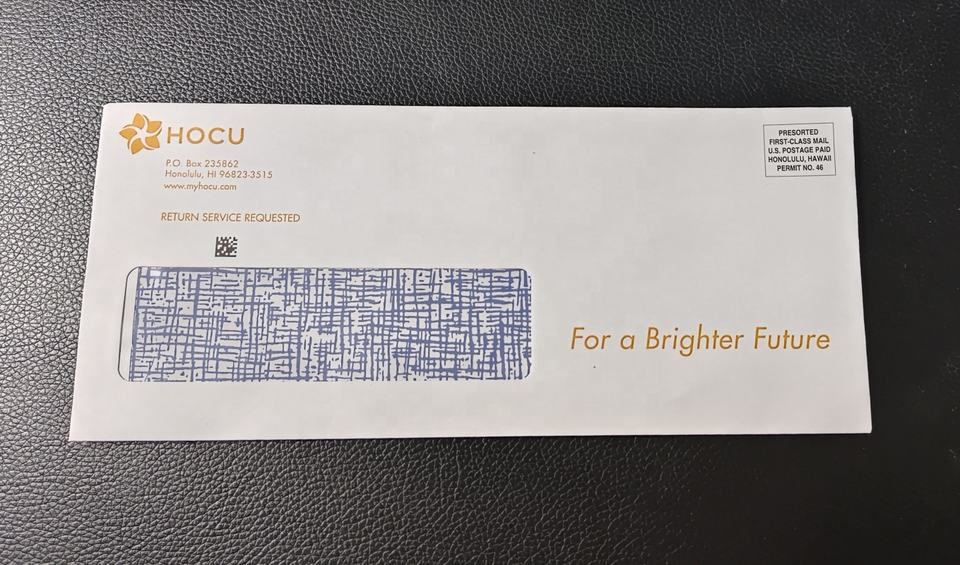 HOCU
P.O. Box 235862
Honolulu, HI 96823-3515
www.myhocu.com
RETURN SERVICE REQUESTED
PRESORTED
FIRST-CLASS MAIL
U.S. POSTAGE PAID
HONOLULU, HAWAII
PERMIT NO. 46
For a Brighter Future